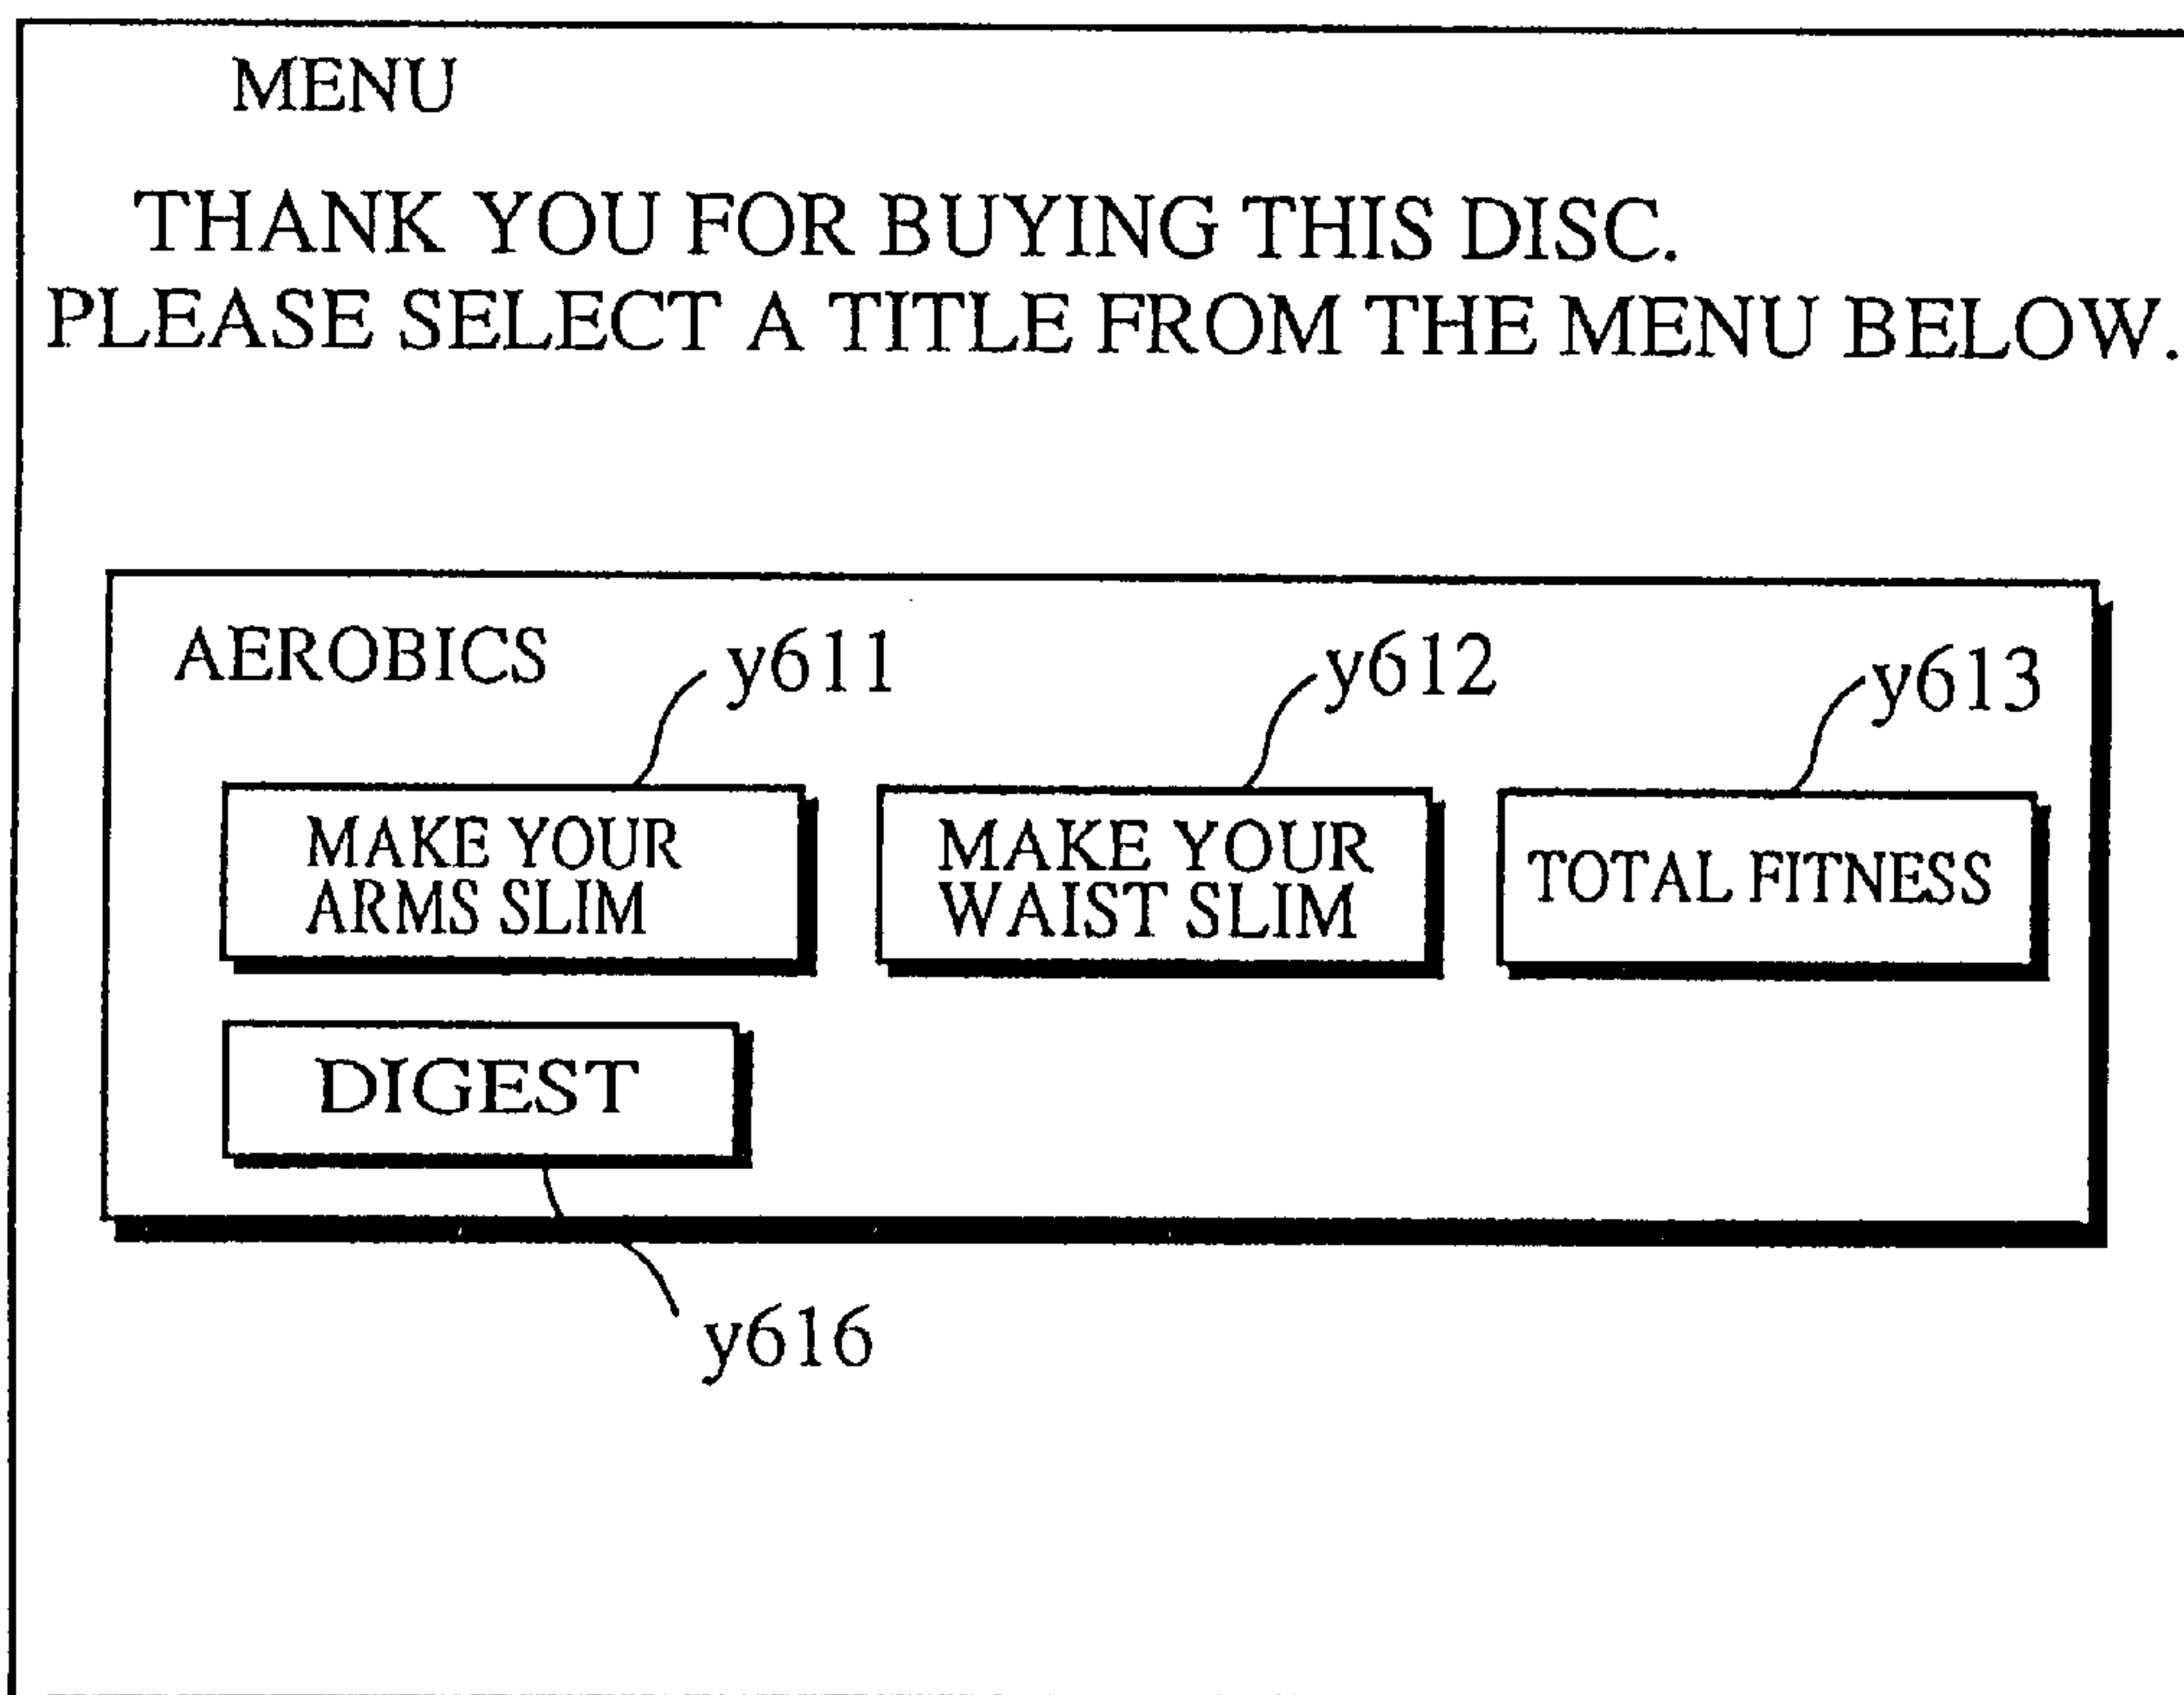 MENU
THANK YOU FOR BUYING THIS DISC.
PLEASE SELECT A TITLE FROM THE MENU BELOW.
AEROBICS
y611
y612
y613
MAKE YOUR
ARMS SLIM
MAKE YOUR
WAIST SLIM
TOTAL FITNESS
DIGEST
y616